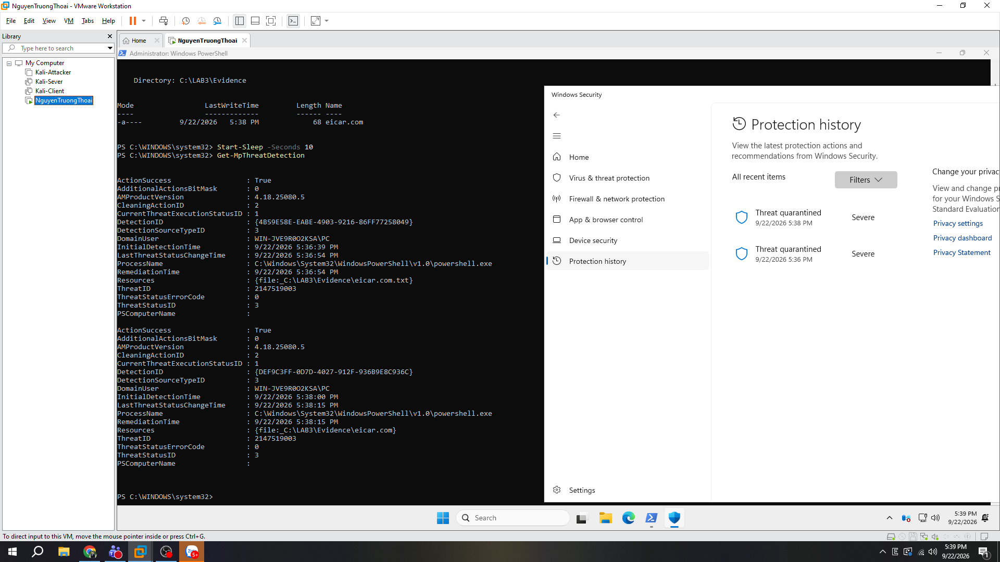 NguyenTruongThoai - VMware Workstation
File Edit View VM Tabs Help
Library
Type here to search
My Computer
Kali-Attacker
Kali-Sever
Kali-Client
NguyenTruongThoai
Home
NguyenTruongThoai
Administrator: Windows PowerShell
Directory: C:\LAB3\Evidence
Mode LastWriteTime Length Name
---- ------------- ------ ----
-a---- 9/22/2026 5:38 PM 68 eicar.com
PS C:\WINDOWS\system32> Start-Sleep -Seconds 10
PS C:\WINDOWS\system32> Get-MpThreatDetection
ActionSuccess : True
AdditionalActionsBitMask : 0
AMProductVersion : 4.18.25080.5
CleaningActionID : 2
CurrentThreatExecutionStatusID : 1
DetectionID : {4B59E58E-EABE-4903-9216-86FF77258049}
DetectionSourceTypeID : 3
DomainUser : WIN-JVE9R0O2KSA\PC
InitialDetectionTime : 9/22/2026 5:36:39 PM
LastThreatStatusChangeTime : 9/22/2026 5:36:54 PM
ProcessName : C:\Windows\System32\WindowsPowerShell\v1.0\powershell.exe
RemediationTime : 9/22/2026 5:36:54 PM
Resources : {file:_C:\LAB3\Evidence\eicar.com.txt}
ThreatID : 2147519003
ThreatStatusErrorCode : 0
ThreatStatusID : 3
PSComputerName :
ActionSuccess : True
AdditionalActionsBitMask : 0
AMProductVersion : 4.18.25080.5
CleaningActionID : 2
CurrentThreatExecutionStatusID : 1
DetectionID : {DEF9C3FF-0D7D-4027-912F-936B9E8C936C}
DetectionSourceTypeID : 3
DomainUser : WIN-JVE9R0O2KSA\PC
InitialDetectionTime : 9/22/2026 5:38:00 PM
LastThreatStatusChangeTime : 9/22/2026 5:38:15 PM
ProcessName : C:\Windows\System32\WindowsPowerShell\v1.0\powershell.exe
RemediationTime : 9/22/2026 5:38:15 PM
Resources : {file:_C:\LAB3\Evidence\eicar.com}
ThreatID : 2147519003
ThreatStatusErrorCode : 0
ThreatStatusID : 3
PSComputerName :
PS C:\WINDOWS\system32>
Windows Security
Home
Virus & threat protection
Firewall & network protection
App & browser control
Device security
Protection history
Settings
Protection history
View the latest protection actions and
recommendations from Windows Security.
All recent items
Filters
Threat quarantined
9/22/2026 5:38 PM
Severe
Threat quarantined
9/22/2026 5:36 PM
Severe
Change your privac
View and change pr
for your Windows S
Standard Evaluation
Privacy settings
Privacy dashboard
Privacy Statement
Search
5:39 PM
9/22/2026
To direct input to this VM, move the mouse pointer inside or press Ctrl+G.
5+
E
5:39 PM
9/22/2026
1